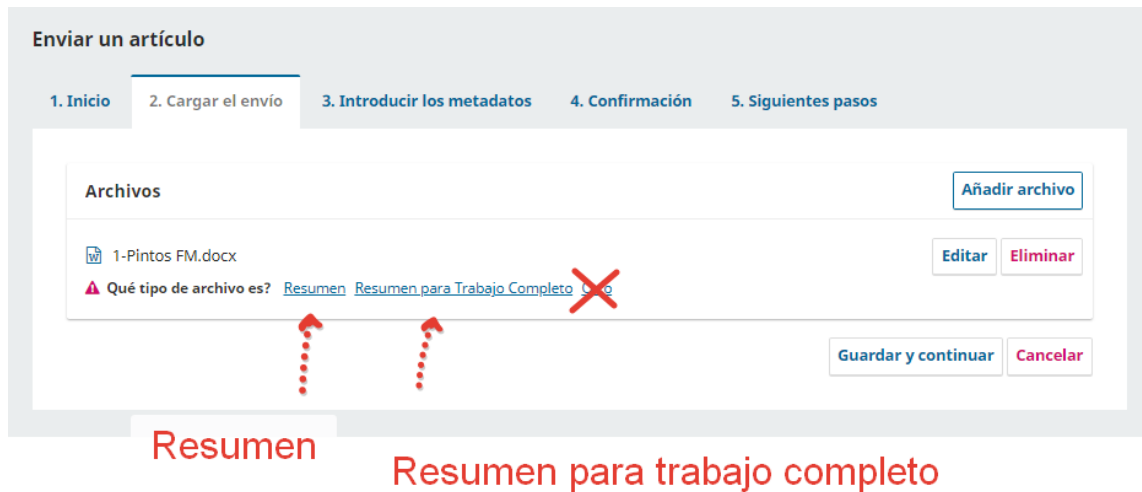 Enviar un artículo
1. Inicio 2. Cargar el envío 3. Introducir los metadatos 4. Confirmación 5. Siguientes pasos
Archivos Añadir archivo
1-Pintos FM.docx Editar Eliminar
Qué tipo de archivo es? Resumen Resumen para Trabajo Completo
Guardar y continuar Cancelar
Resumen
Resumen para trabajo completo